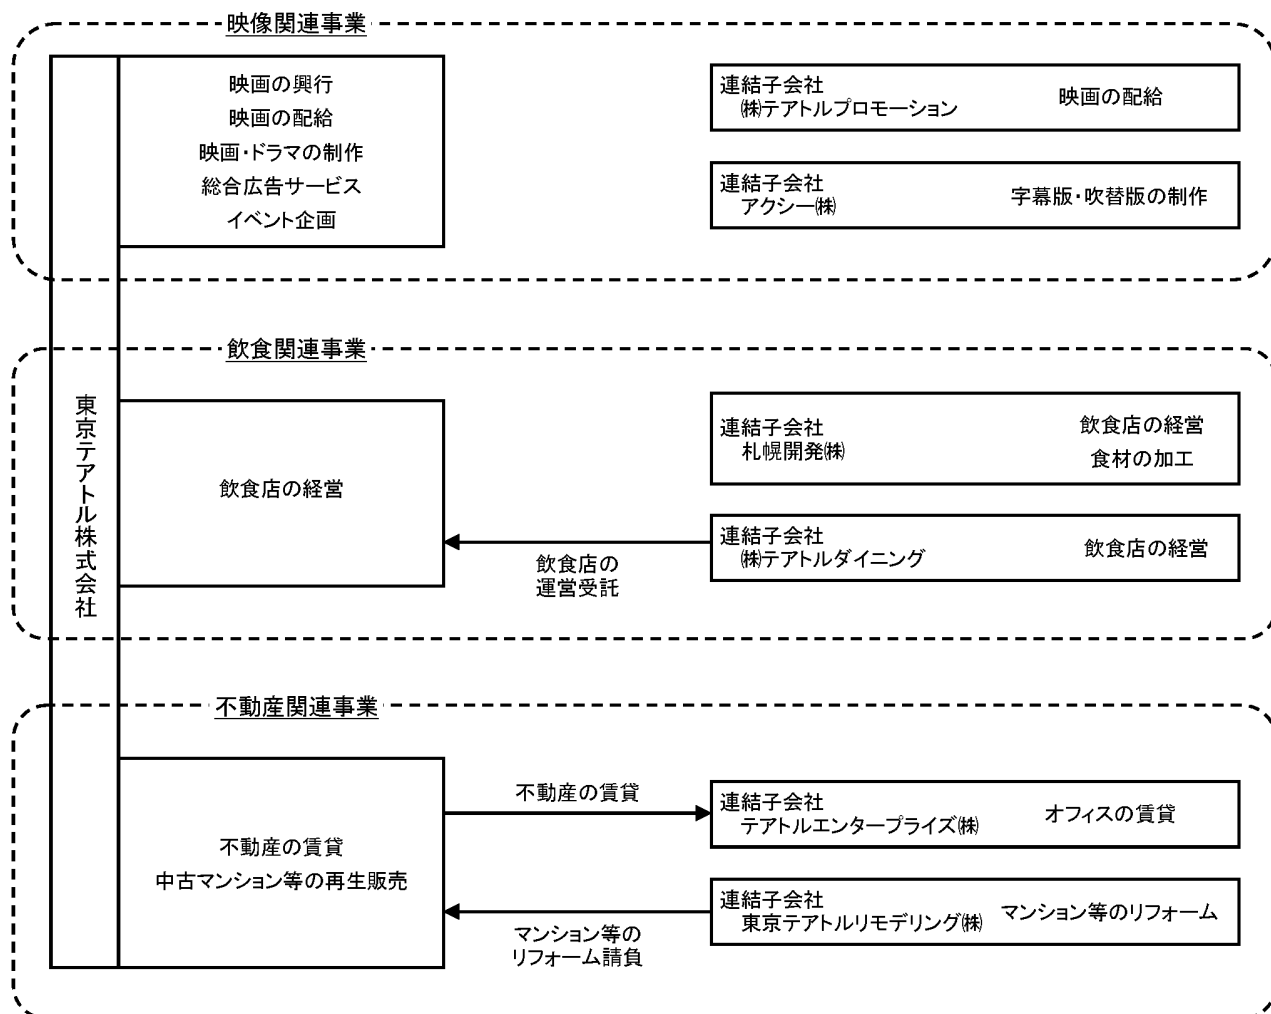 映像関連事業
映画の興行
映画の配給
映画・ドラマの制作
総合広告サービス
イベント企画
連結子会社
㈱テアトルプロモーション
映画の配給
連結子会社
アクシー㈱
字幕版・吹替版の制作
東京テアトル株式会社
飲食関連事業
飲食店の経営
連結子会社
札幌開発㈱
飲食店の経営
食材の加工
飲食店の
運営受託
連結子会社
㈱テアトルダイニング
飲食店の経営
不動産関連事業
不動産の賃貸
中古マンション等の再生販売
不動産の賃貸
連結子会社
テアトルエンタープライズ㈱
オフィスの賃貸
マンション等の
リフォーム請負
連結子会社
東京テアトルリモデリング㈱
マンション等のリフォーム